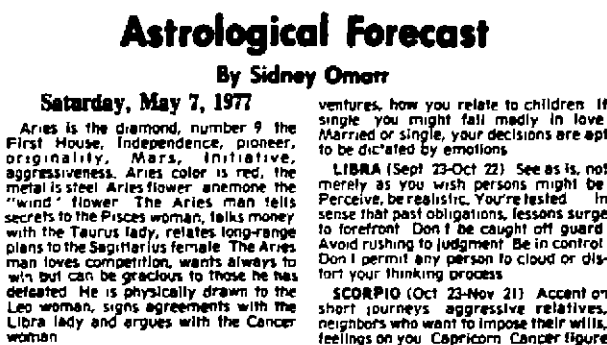 Astrological Forecast
By Sidney Omarr
Saturday, May 7, 1977
Aries is the diamond, number 9 the
First House, Independence, pioneer,
originality, Mars, Initiative,
aggressiveness. Aries color is red, the
metal is steel Aries flower anemone the
"wind" flower The Aries man tells
secrets to the Pisces woman, talks money
with the Taurus lady, relates long-range
plans to the Sagittarius female The Aries
man loves competition, wants always to
win but can be gracious to those he has
defeated He is physically drawn to the
Leo woman, signs agreements with the
Libra lady and argues with the Cancer
woman
ventures, how you relate to children If
single you might fall madly in love
Married or single, your decisions are apt
to be dictated by emotions
LIBRA (Sept 23-Oct 22) See as is, not
merely as you wish persons might be
Perceive, be realistic. You're tested In
sense that past obligations, lessons surge
to forefront Don't be caught off guard
Avoid rushing to judgment Be in control
Don't permit any person to cloud or dis-
tort your thinking process
SCORPIO (Oct 23-Nov 21) Accent on
short journeys aggressive relatives,
neighbors who want to impose their wills,
feelings on you Capricorn Cancer figure